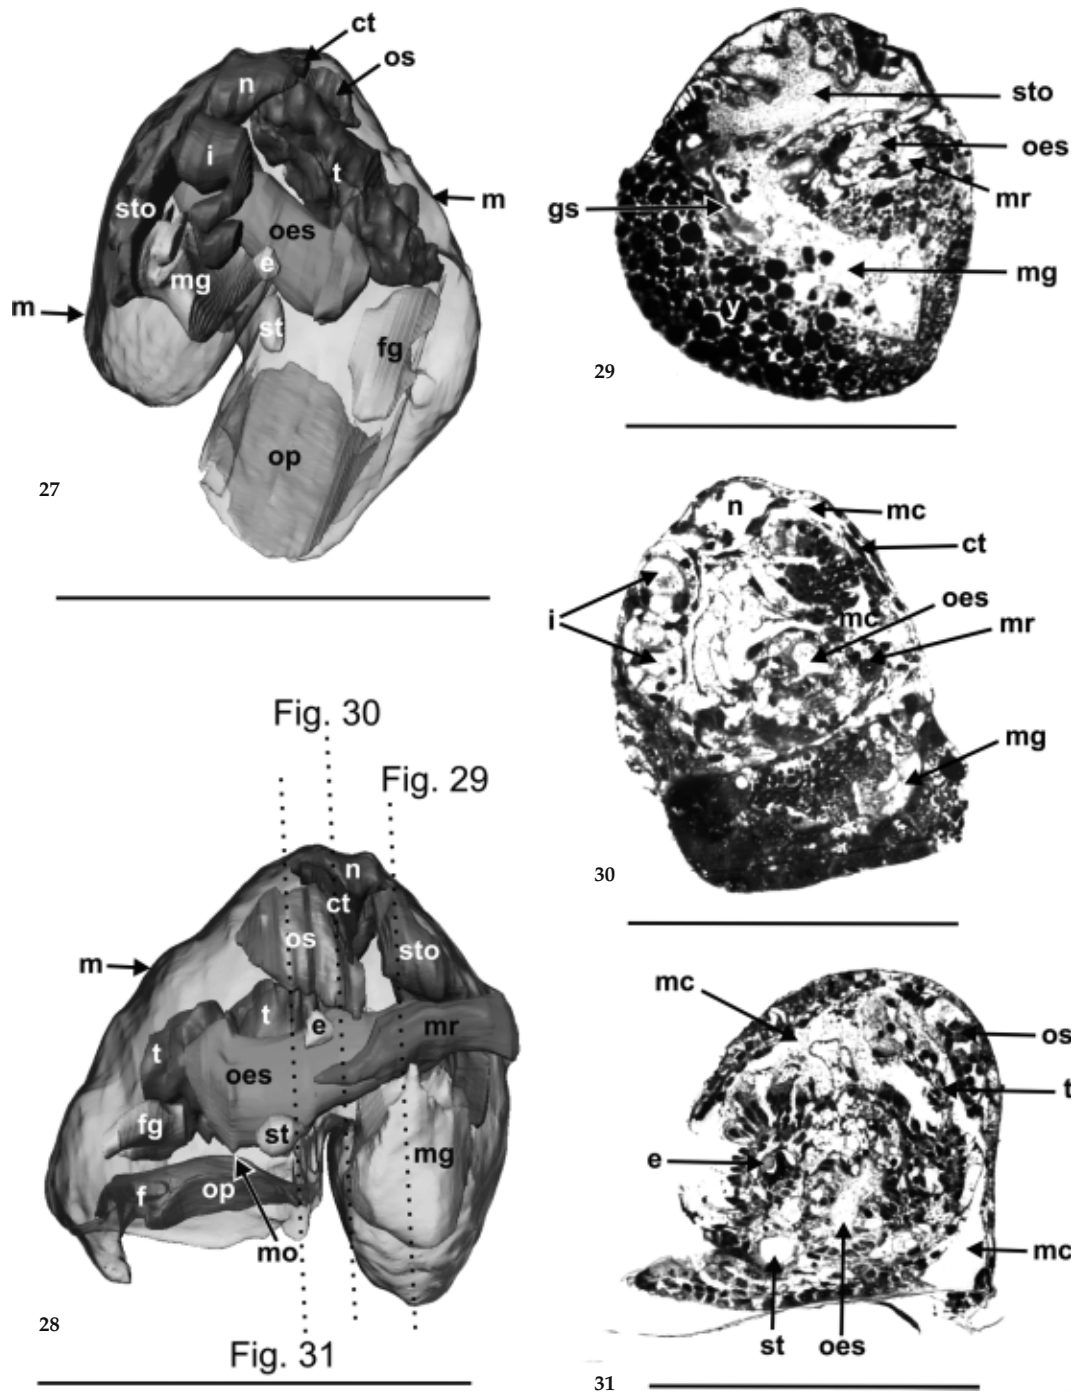 ct
os
n
i
t
sto
m
oes
e
mg
m
st
fg
op
27
Fig. 30
Fig. 29
n
ct
os
sto
m
t
e
mr
t
oes
fg
st
mg
f
op
mo
28
Fig. 31
sto
oes
mr
gs
mg
y
29
n
mc
ct
i
oes
mc
mr
mg
30
mc
os
t
e
mc
st
oes
31